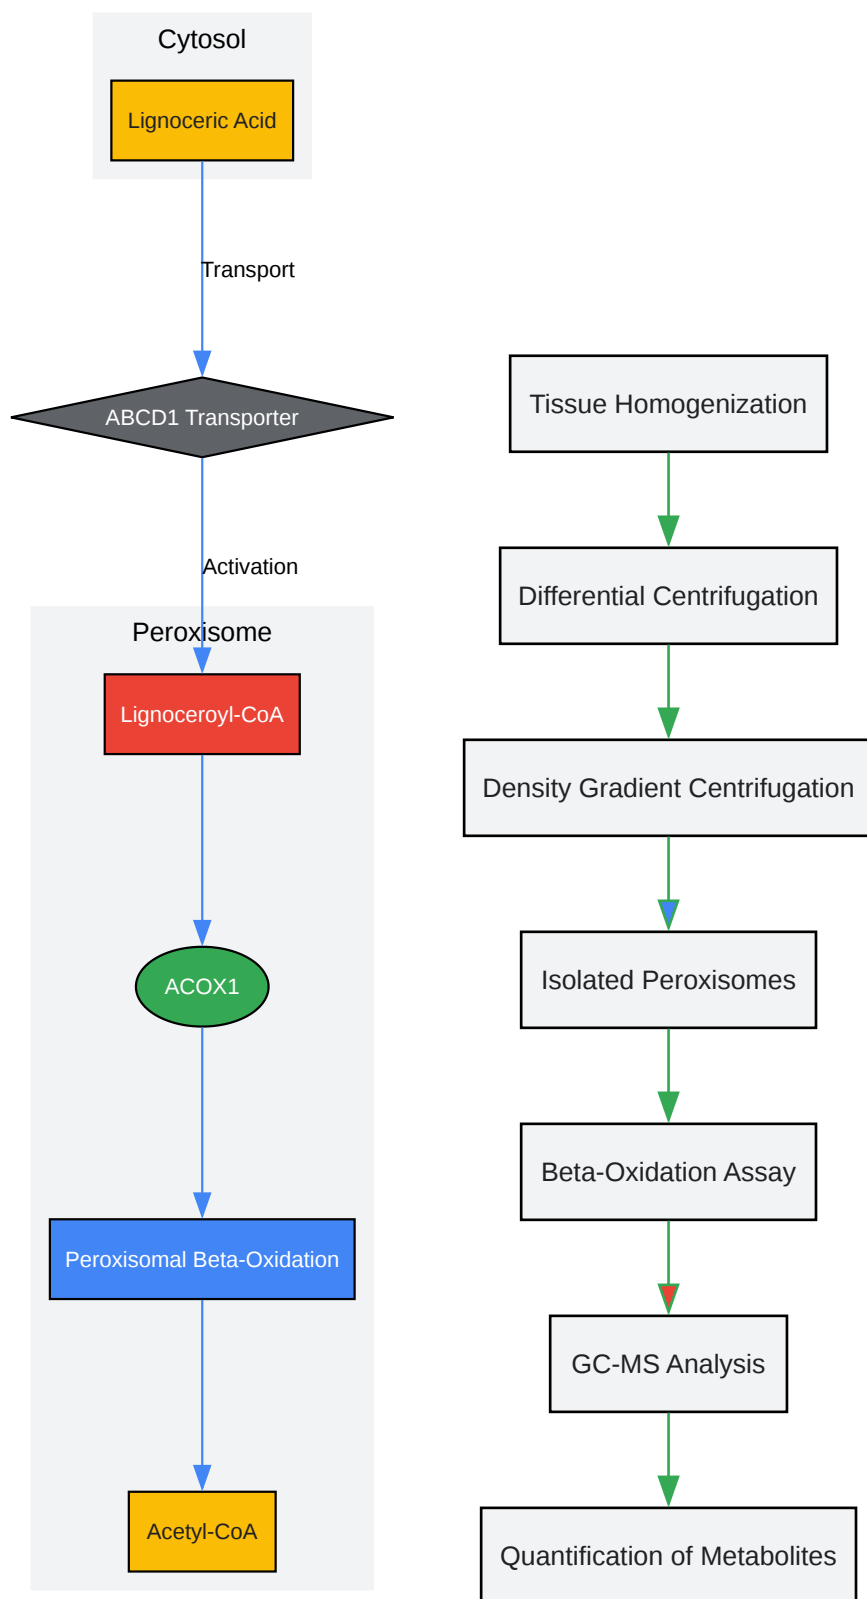 Cytosol
Lignoceric Acid
Transport
ABCD1 Transporter
Activation
Peroxisome
Lignoceroyl-CoA
ACOX1
Peroxisomal Beta-Oxidation
Acetyl-CoA
Tissue Homogenization
Differential Centrifugation
Density Gradient Centrifugation
Isolated Peroxisomes
Beta-Oxidation Assay
GC-MS Analysis
Quantification of Metabolites